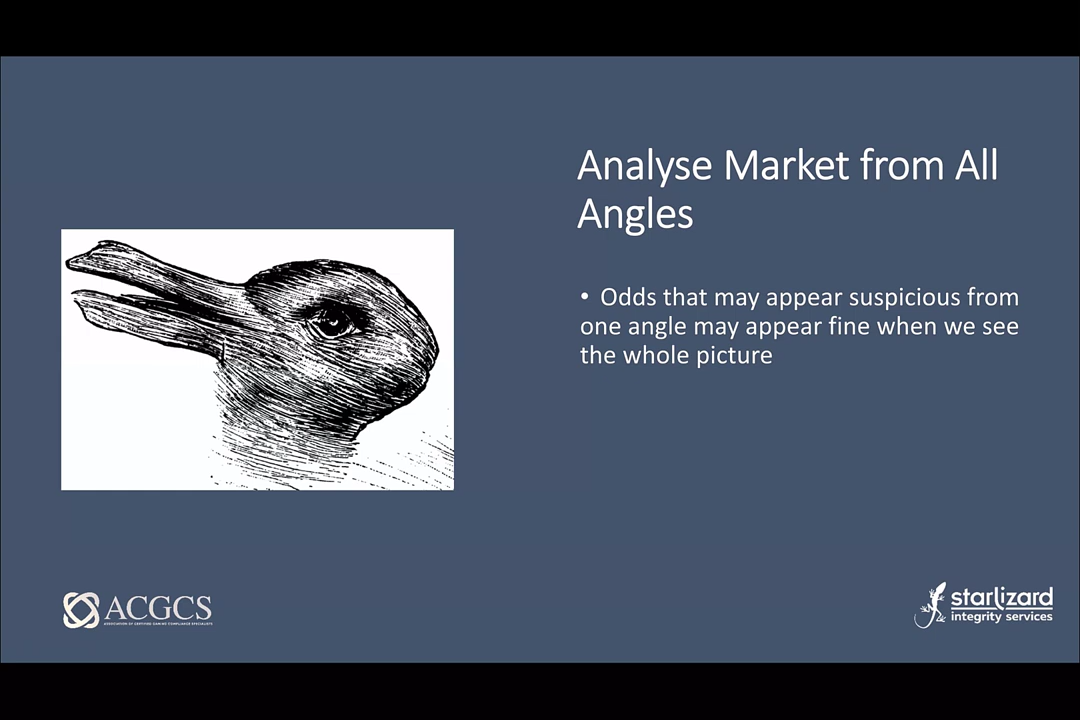 Analyse Market from All
Angles
• Odds that may appear suspicious from
one angle may appear fine when we see
the whole picture
ACGCS
ASSOCIATION OF CERTIFIED GAMING COMPLIANCE SPECIALISTS
starlizard
integrity services